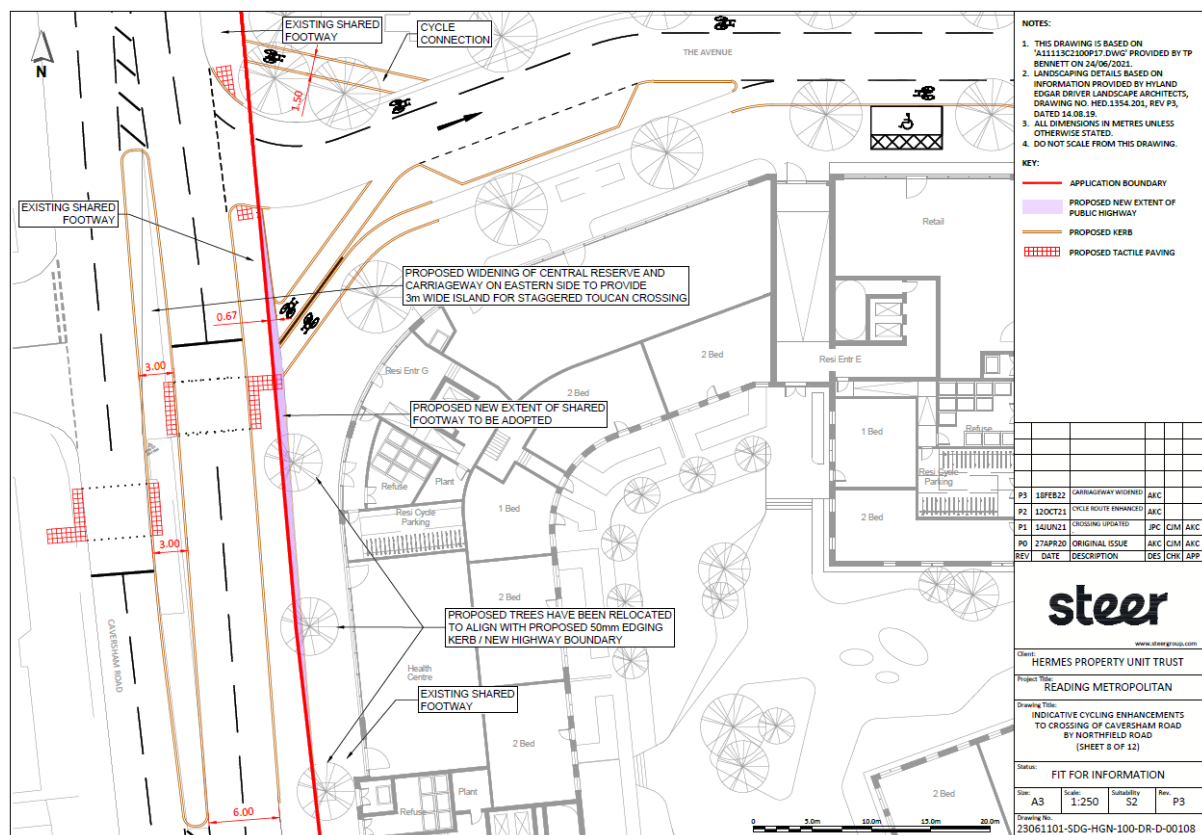 EXISTING SHARED
FOOTWAY
CYCLE
CONNECTION
THE AVENUE
N
1.50
EXISTING SHARED
FOOTWAY
PROPOSED WIDENING OF CENTRAL RESERVE AND
CARRIAGEWAY ON EASTERN SIDE TO PROVIDE
3m WIDE ISLAND FOR STAGGERED TOUCAN CROSSING
0.67
3.00
Retail
Resi Entr E
Resi Entr G
2 Bed
2 Bed
PROPOSED NEW EXTENT OF SHARED
FOOTWAY TO BE ADOPTED
1 Bed
Refuse
Resi Cycle
Parking
2 Bed
Refuse
Plant
Resi Cycle
Parking
1 Bed
3.00
2 Bed
PROPOSED TREES HAVE BEEN RELOCATED
TO ALIGN WITH PROPOSED 50mm EDGING
KERB / NEW HIGHWAY BOUNDARY
CAVERSHAM ROAD
Health
Centre
EXISTING SHARED
FOOTWAY
2 Bed
2 Bed
Plant
Refuse
6.00
2 Bed
0.0m 5.0m 10.0m 15.0m 20.0m
NOTES:
1. THIS DRAWING IS BASED ON
'A11113C2100P17.DWG' PROVIDED BY TP
BENNETT ON 24/06/2021.
2. LANDSCAPING DETAILS BASED ON
INFORMATION PROVIDED BY HYLAND
EDGAR DRIVER LANDSCAPE ARCHITECTS,
DRAWING NO. HED.1354.201, REV P3,
DATED 14.08.19.
3. ALL DIMENSIONS IN METRES UNLESS
OTHERWISE STATED.
4. DO NOT SCALE FROM THIS DRAWING.
KEY:
APPLICATION BOUNDARY
PROPOSED NEW EXTENT OF
PUBLIC HIGHWAY
PROPOSED KERB
PROPOSED TACTILE PAVING
P3 18FEB22 CARRIAGEWAY WIDENED AKC
P2 12OCT21 CYCLE ROUTE ENHANCED AKC
P1 14JUN21 CROSSING UPDATED JPC CJM AKC
P0 27APR20 ORIGINAL ISSUE AKC CJM AKC
REV DATE DESCRIPTION DES CHK APP
steer
www.steergroup.com
Client:
HERMES PROPERTY UNIT TRUST
Project Title:
READING METROPOLITAN
Drawing Title:
INDICATIVE CYCLING ENHANCEMENTS
TO CROSSING OF CAVERSHAM ROAD
BY NORTHFIELD ROAD
(SHEET 8 OF 12)
Status:
FIT FOR INFORMATION
Size: Scale: Suitability Rev.
A3 1:250 S2 P3
Drawing No.
23061101-SDG-HGN-100-DR-D-00108